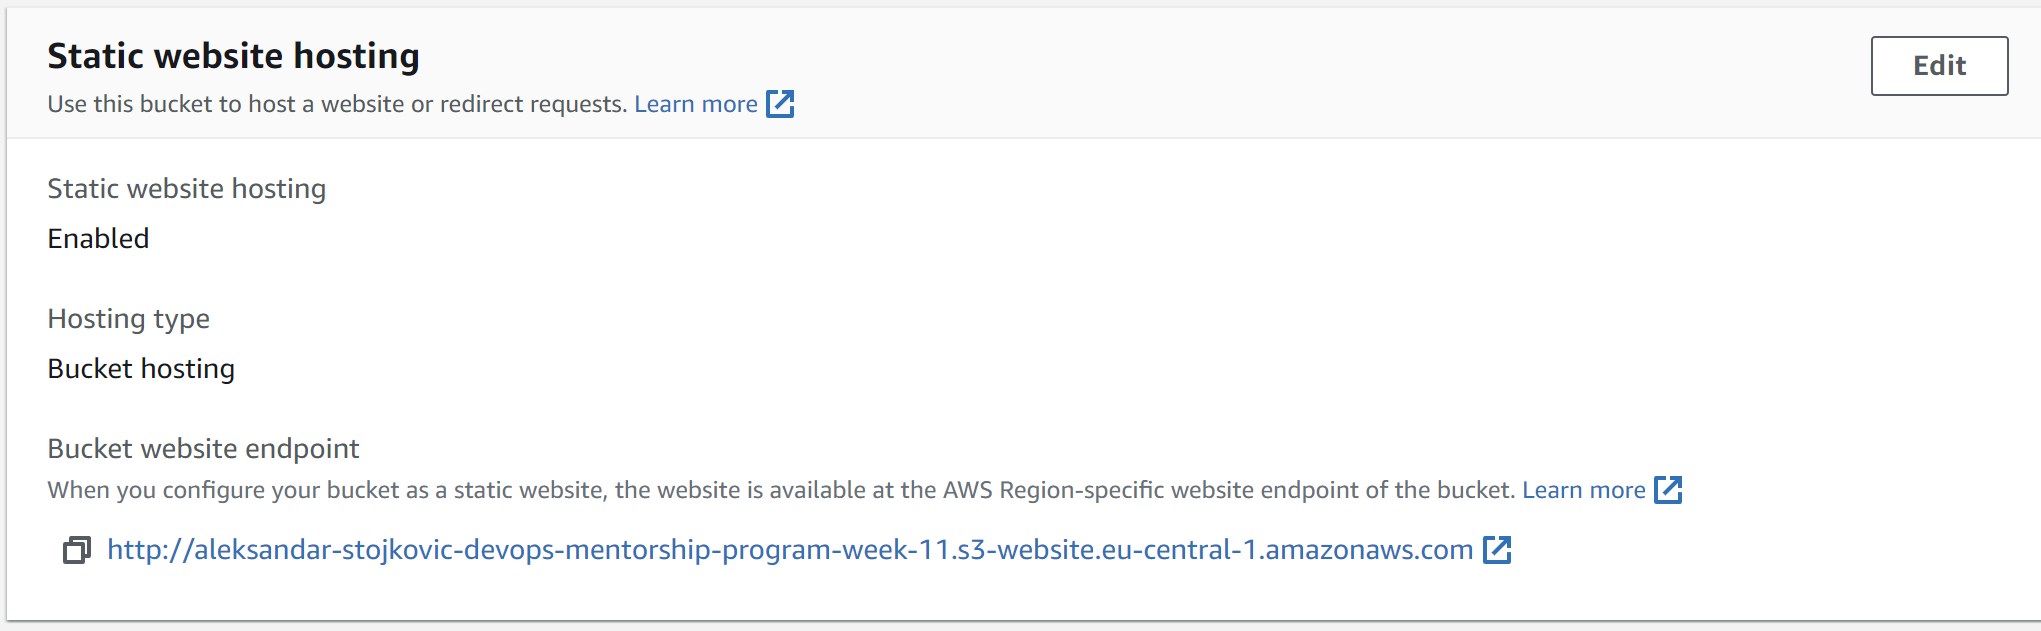 Static website hosting
Edit
Use this bucket to host a website or redirect requests. Learn more
Static website hosting
Enabled
Hosting type
Bucket hosting
Bucket website endpoint
When you configure your bucket as a static website, the website is available at the AWS Region-specific website endpoint of the bucket. Learn more
http://aleksandar-stojkovic-devops-mentorship-program-week-11.s3-website.eu-central-1.amazonaws.com